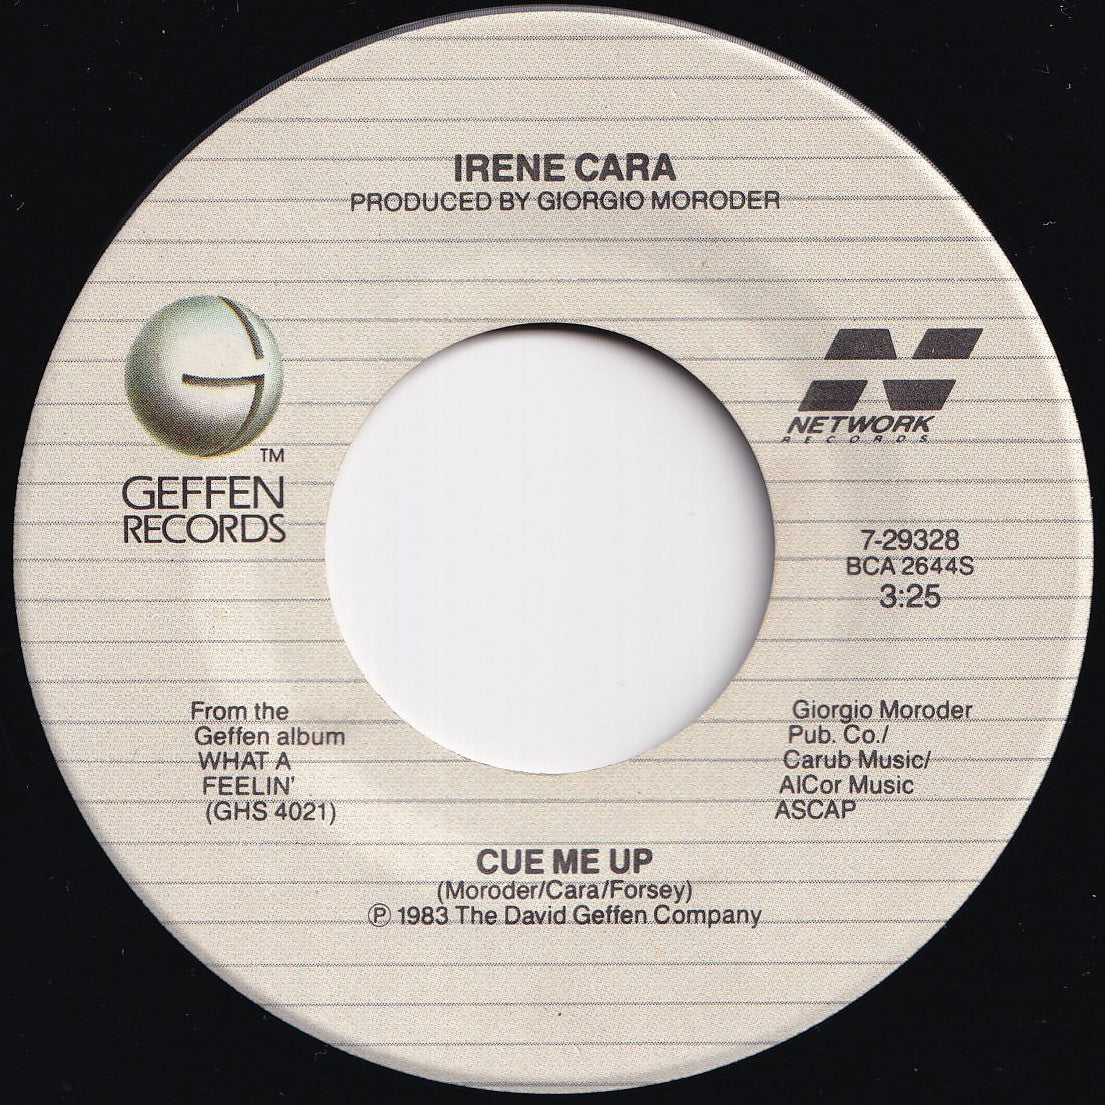 IRENE CARA
PRODUCED BY GIORGIO MORODER
TM
GEFFEN
RECORDS
NETWORK
RECORDS
7-29328
BCA 2644S
3:25
From the
Geffen album
WHAT A
FEELIN'
(GHS 4021)
Giorgio Moroder
Pub. Co./
Carub Music/
AlCor Music
ASCAP
CUE ME UP
(Moroder/Cara/Forsey)
℗ 1983 The David Geffen Company